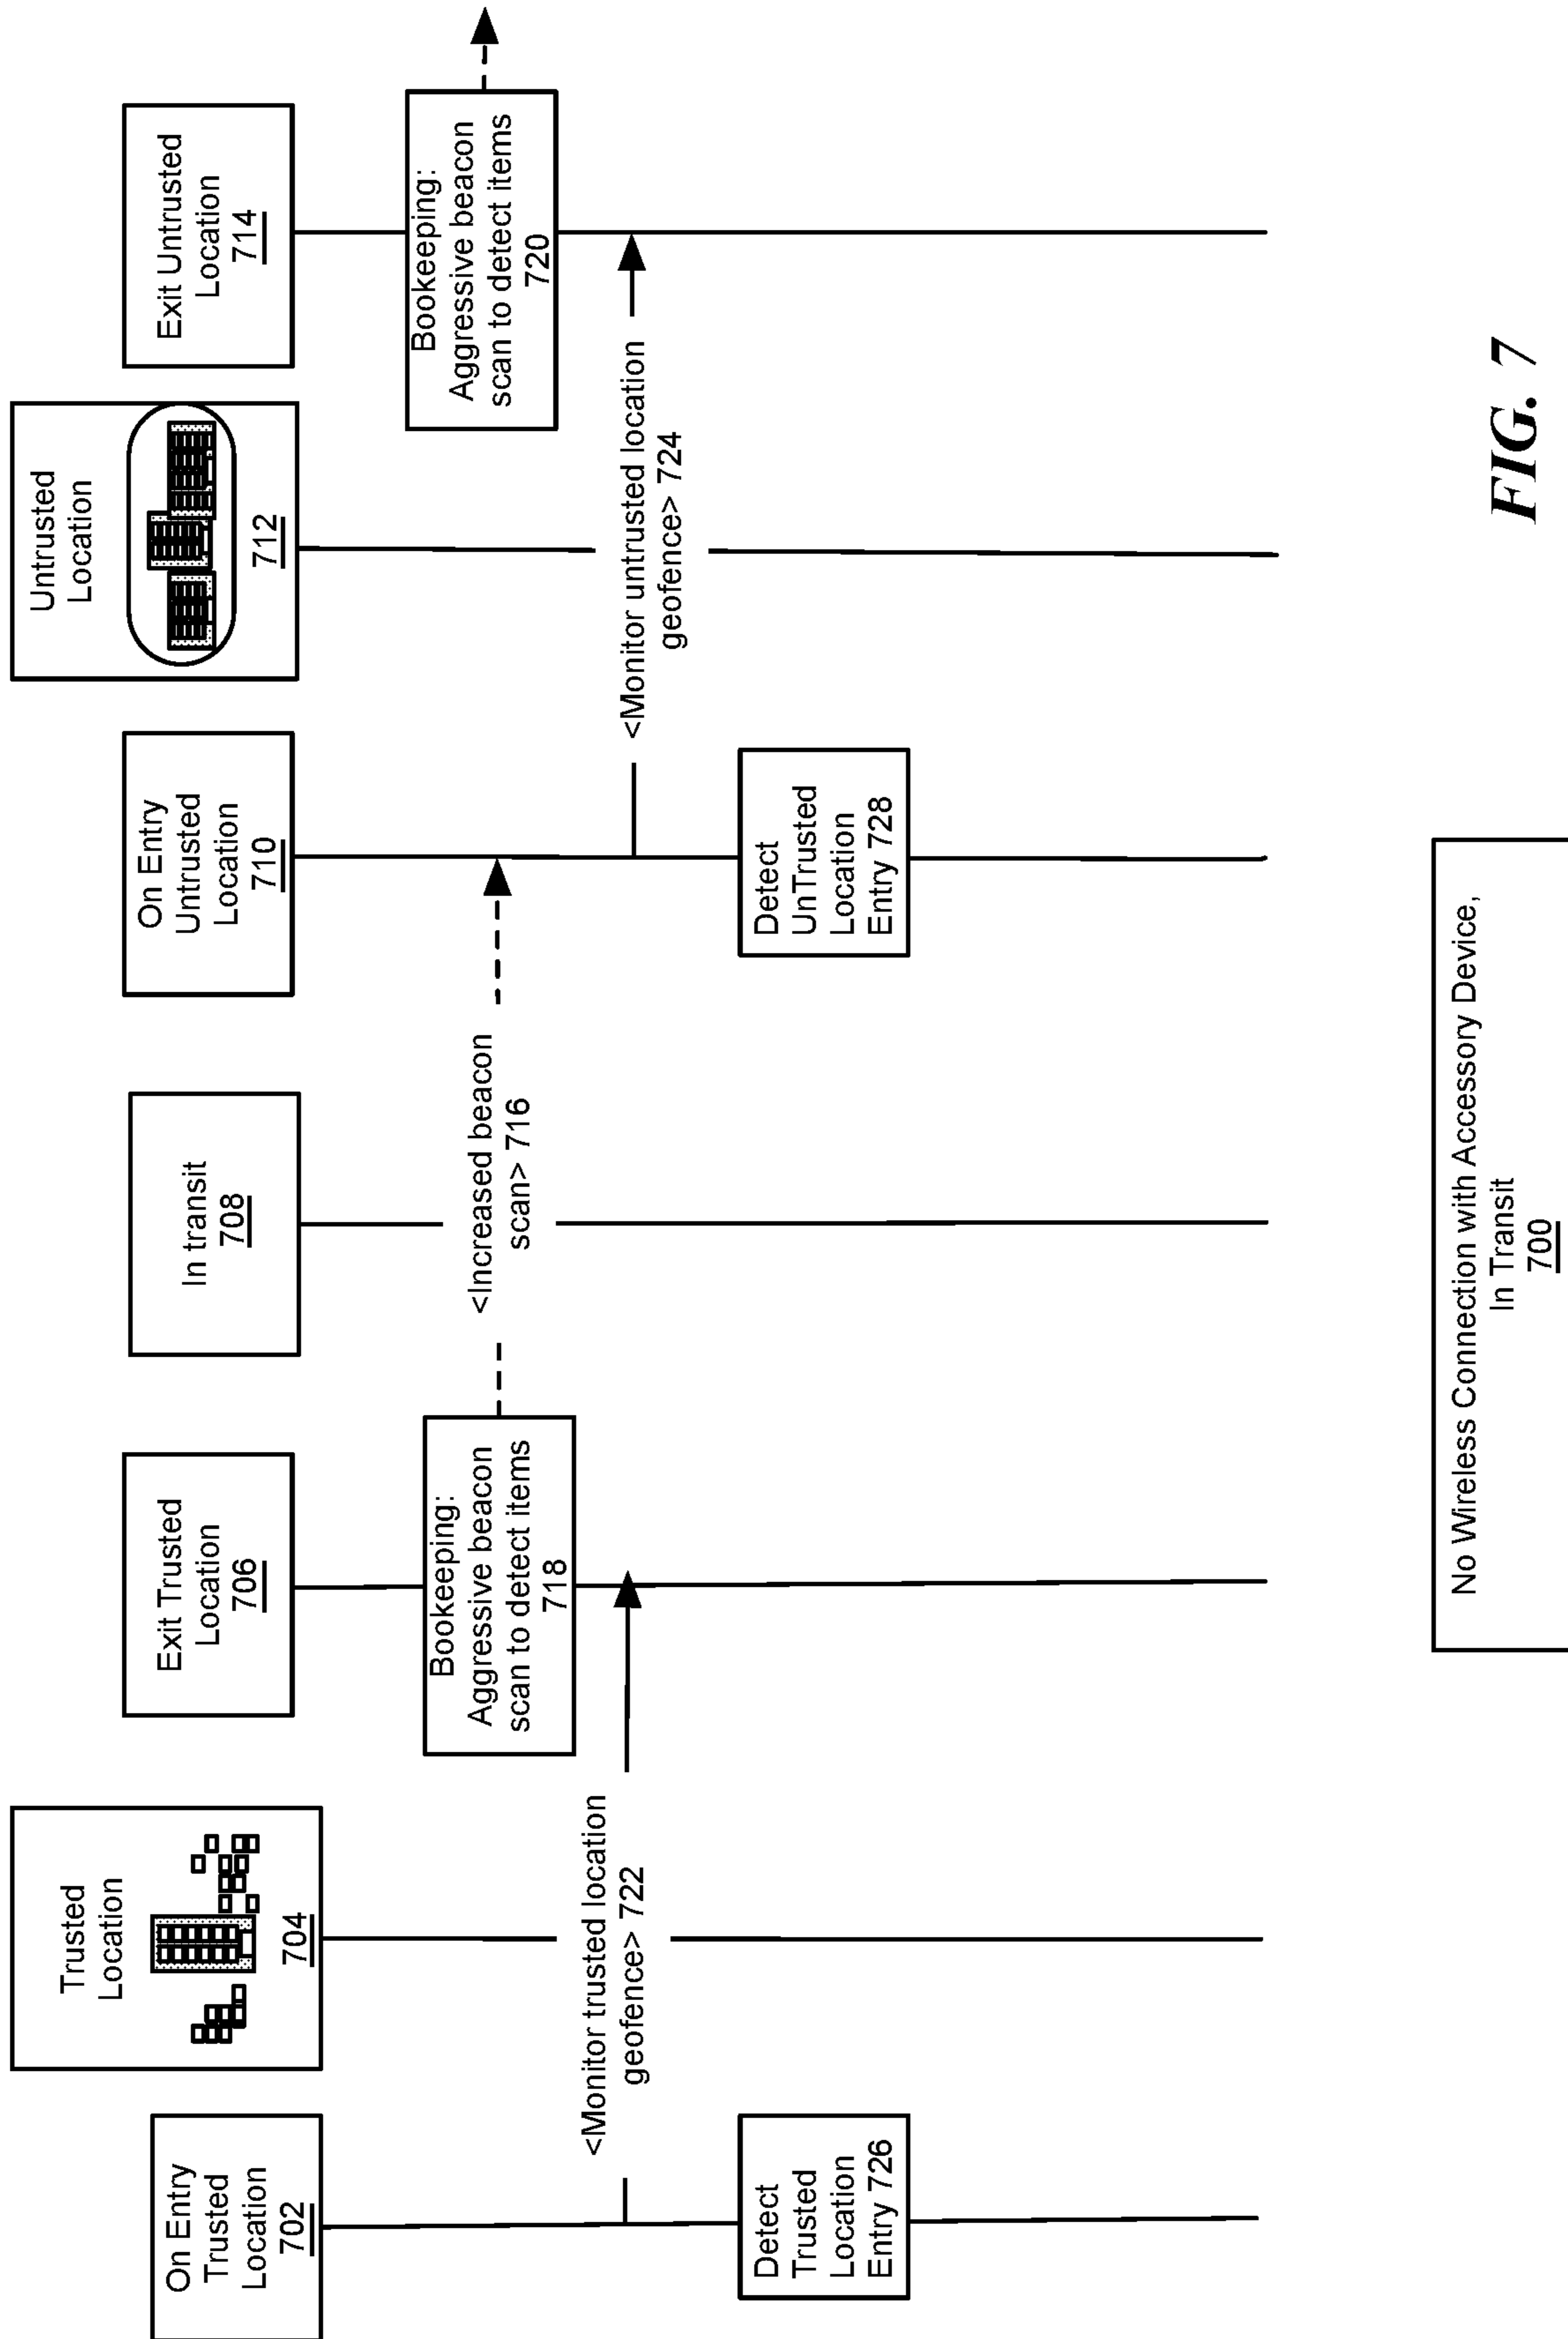 On Entry
Trusted
Location
702
Trusted
Location
704
Exit Trusted
Location
706
In transit
708
On Entry
Untrusted
Location
710
Untrusted
Location
712
Exit Untrusted
Location
714
Bookeeping:
Aggressive beacon
scan to detect items
718
<Increased beacon
scan> 716
Bookeeping:
Aggressive beacon
scan to detect items
720
<Monitor trusted location
geofence> 722
<Monitor untrusted location
geofence> 724
Detect
Trusted
Location
Entry 726
Detect
UnTrusted
Location
Entry 728
No Wireless Connection with Accessory Device,
In Transit
700
FIG. 7